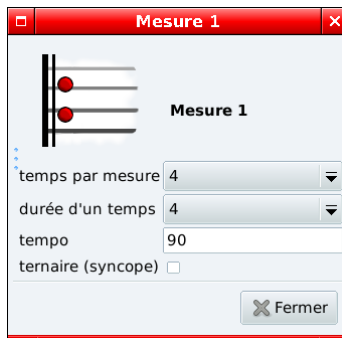 Mesure 1
Mesure 1
temps par mesure 4
durée d'un temps 4
tempo 90
ternaire (syncope)
Fermer